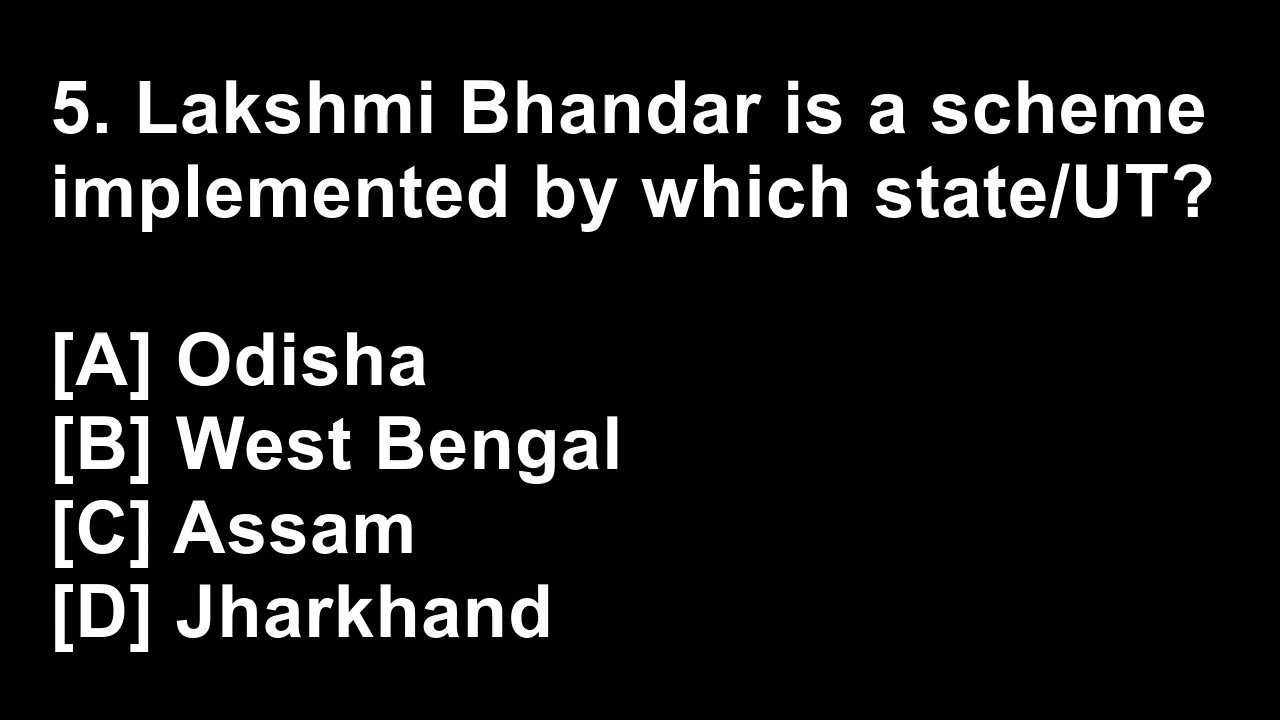 5. Lakshmi Bhandar is a scheme
implemented by which state/UT?
[A] Odisha
[B] West Bengal
[C] Assam
[D] Jharkhand